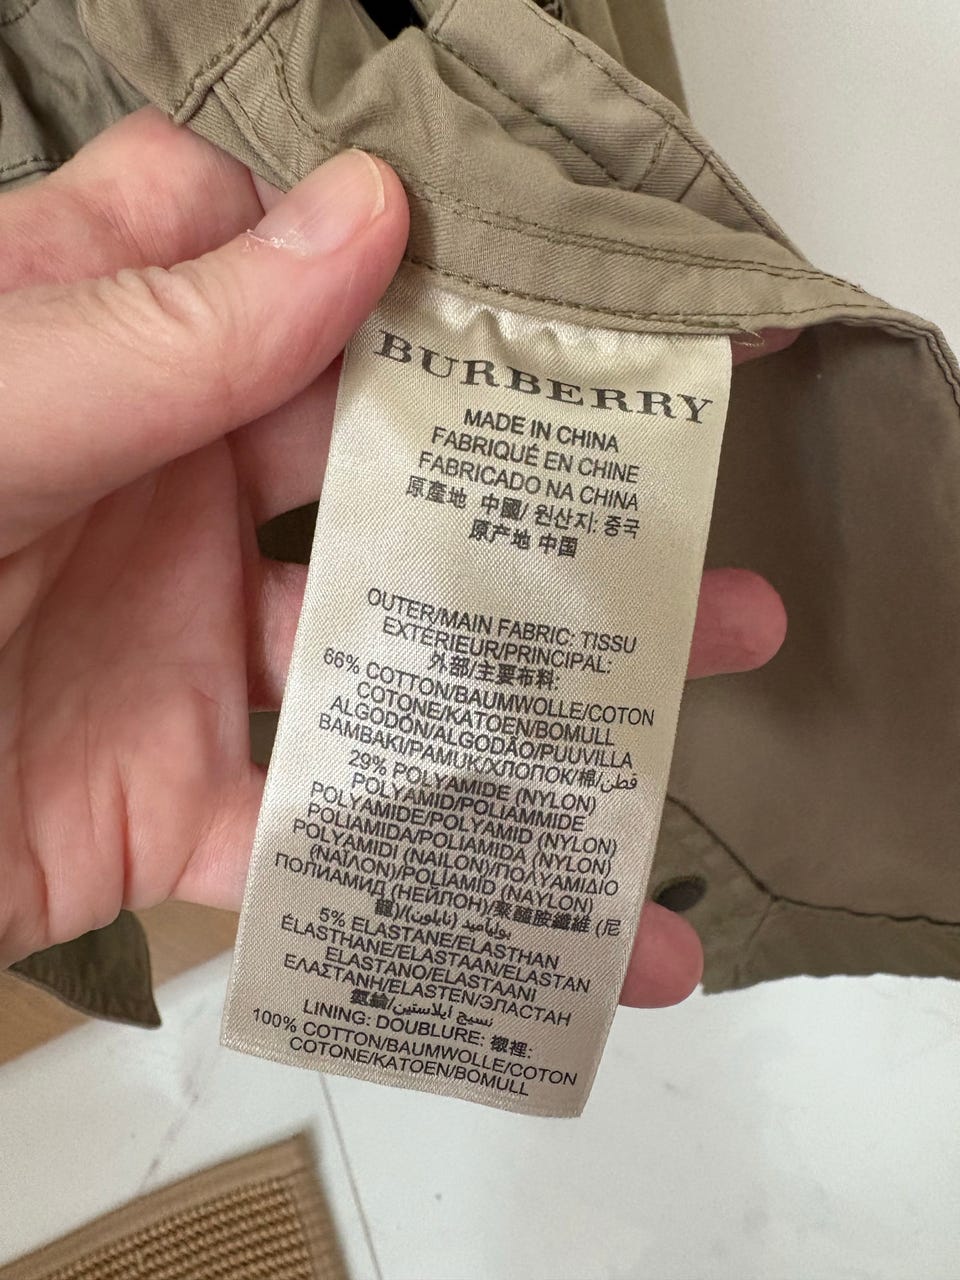 BURBERRY
MADE IN CHINA
FABRIQUÉ EN CHINE
FABRICADO NA CHINA
原產地 中國/ 원산지: 중국
原产地 中国
OUTER/MAIN FABRIC: TISSU
EXTERIEUR/PRINCIPAL:
外部/主要布料:
66% COTTON/BAUMWOLLE/COTON
COTONE/KATOEN/BOMULL
ALGODÓN/ALGODÃO/PUUVILLA
BAMBAKI/PAMUK/ХЛОПОК/棉/قطن
29% POLYAMIDE (NYLON)
POLYAMID/POLIAMMIDE
POLYAMIDE/POLYAMID (NYLON)
POLIAMIDA/POLIAMIDA (NYLON)
POLYAMIDI (NAILON)/ΠΟΛΥΑΜΙΔΙΟ
(ΝΑΪΛΟΝ)/POLIAMİD (NAYLON)
ПОЛИАМИД (НЕЙЛОН)/聚醯胺纖維 (尼
龍)/بوليأميد (نايلون)
5% ELASTANE/ELASTHAN
ÉLASTHANE/ELASTAAN/ELASTAN
ELASTANO/ELASTAANI
ΕΛΑΣΤΑΝΗ/ELASTEN/ЭЛАСТАН
氨綸/نسيج ايلاستين
LINING: DOUBLURE: 襯裡:
100% COTTON/BAUMWOLLE/COTON
COTONE/KATOEN/BOMULL